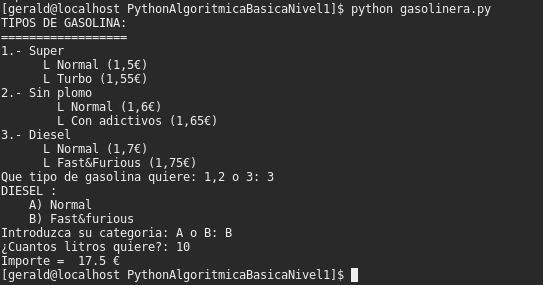 [gerald@localhost PythonAlgoritmicaBasicaNivel1]$ python gasolinera.py
TIPOS DE GASOLINA:
==================
1.- Super
L Normal (1,5€)
L Turbo (1,55€)
2.- Sin plomo
L Normal (1,6€)
L Con adictivos (1,65€)
3.- Diesel
L Normal (1,7€)
L Fast&Furious (1,75€)
Que tipo de gasolina quiere: 1,2 o 3: 3
DIESEL :
A) Normal
B) Fast&furious
Introduzca su categoria: A o B: B
¿Cuantos litros quiere?: 10
Importe =  17.5 €
[gerald@localhost PythonAlgoritmicaBasicaNivel1]$